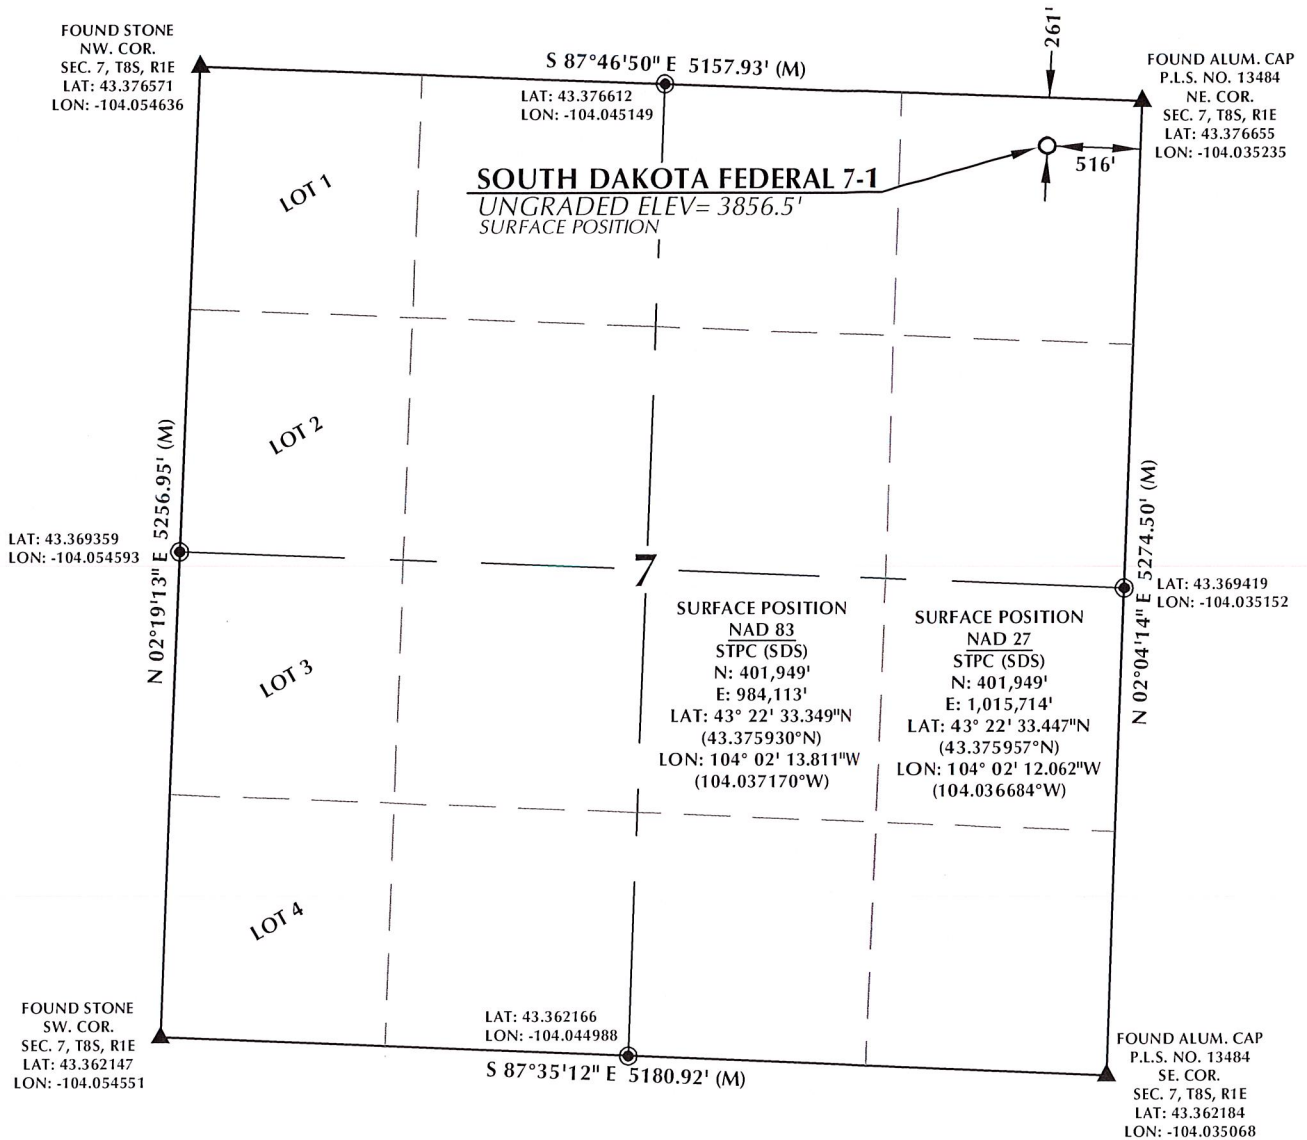 FOUND STONE
NW. COR.
SEC. 7, T8S, R1E
LAT: 43.376571
LON: -104.054636
S 87°46'50" E 5157.93' (M)
LAT: 43.376612
LON: -104.045149
261'
FOUND ALUM. CAP
P.L.S. NO. 13484
NE. COR.
SEC. 7, T8S, R1E
LAT: 43.376655
LON: -104.035235
516'
SOUTH DAKOTA FEDERAL 7-1
UNGRADED ELEV= 3856.5'
SURFACE POSITION
LOT 1
LOT 2
N 02°19'13" E 5256.95' (M)
LAT: 43.369359
LON: -104.054593
7
N 02°04'14" E 5274.50' (M)
LAT: 43.369419
LON: -104.035152
SURFACE POSITION
NAD 83
STPC (SDS)
N: 401,949'
E: 984,113'
LAT: 43° 22' 33.349"N
(43.375930°N)
LON: 104° 02' 13.811"W
(104.037170°W)
SURFACE POSITION
NAD 27
STPC (SDS)
N: 401,949'
E: 1,015,714'
LAT: 43° 22' 33.447"N
(43.375957°N)
LON: 104° 02' 12.062"W
(104.036684°W)
LOT 3
LOT 4
FOUND STONE
SW. COR.
SEC. 7, T8S, R1E
LAT: 43.362147
LON: -104.054551
LAT: 43.362166
LON: -104.044988
S 87°35'12" E 5180.92' (M)
FOUND ALUM. CAP
P.L.S. NO. 13484
SE. COR.
SEC. 7, T8S, R1E
LAT: 43.362184
LON: -104.035068